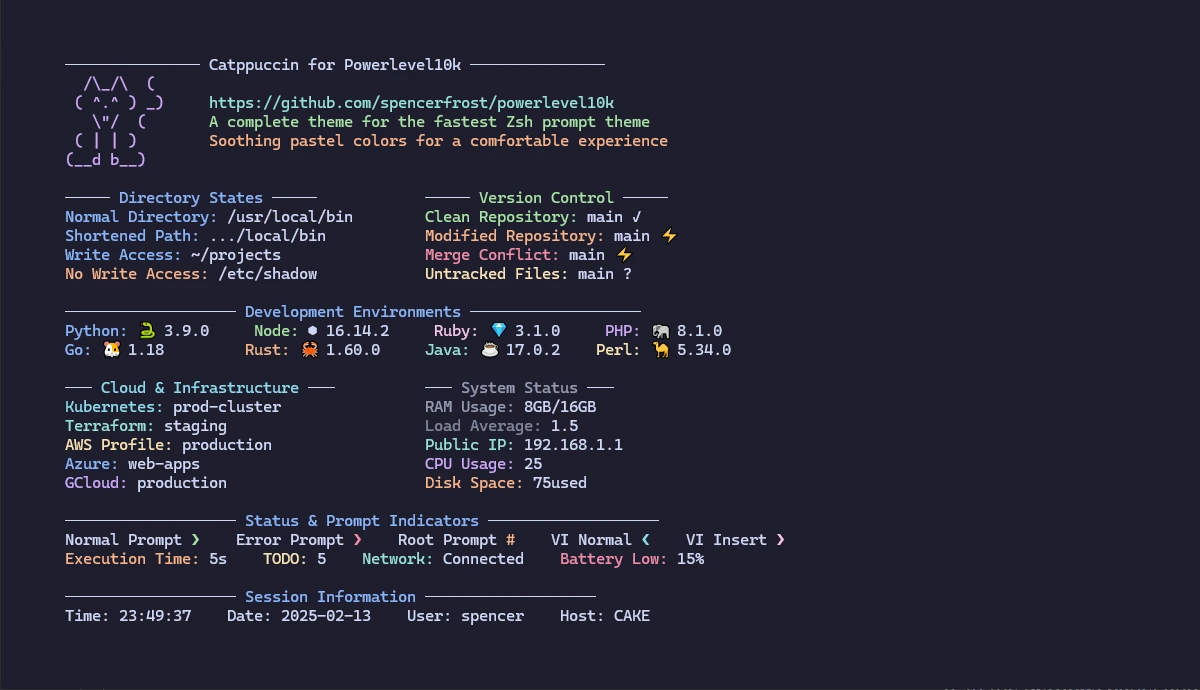 Catppuccin for Powerlevel10k
/\_/\  (
( ^.^ ) _)    https://github.com/spencerfrost/powerlevel10k
\"/  (    A complete theme for the fastest Zsh prompt theme
( | | )    Soothing pastel colors for a comfortable experience
(__d b__)
Directory States    Version Control
Normal Directory: /usr/local/bin    Clean Repository: main ✓
Shortened Path: .../local/bin    Modified Repository: main ⚡
Write Access: ~/projects    Merge Conflict: main ⚡
No Write Access: /etc/shadow    Untracked Files: main ?
Development Environments
Python: 🐍 3.9.0    Node: ⬢ 16.14.2    Ruby: 💎 3.1.0    PHP: 🐘 8.1.0
Go: 🐹 1.18    Rust: 🦀 1.60.0    Java: ☕ 17.0.2    Perl: 🐪 5.34.0
Cloud & Infrastructure    System Status
Kubernetes: prod-cluster    RAM Usage: 8GB/16GB
Terraform: staging    Load Average: 1.5
AWS Profile: production    Public IP: 192.168.1.1
Azure: web-apps    CPU Usage: 25
GCloud: production    Disk Space: 75used
Status & Prompt Indicators
Normal Prompt ❯    Error Prompt ❯    Root Prompt #    VI Normal ❮    VI Insert ❯
Execution Time: 5s    TODO: 5    Network: Connected    Battery Low: 15%
Session Information
Time: 23:49:37    Date: 2025-02-13    User: spencer    Host: CAKE